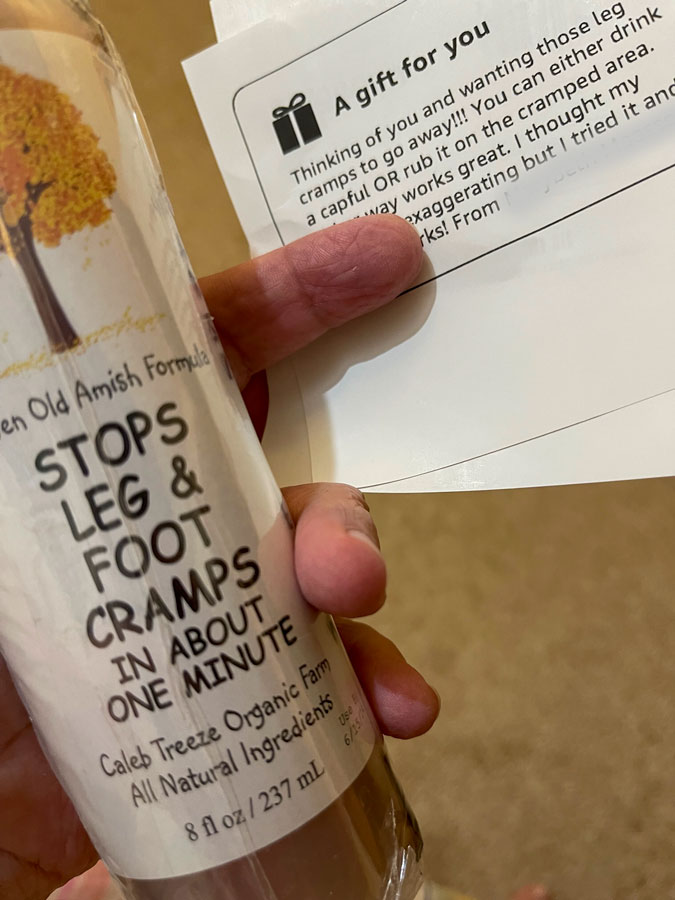 A gift for you
Thinking of you and wanting those leg
cramps to go away!!! You can either drink
a capful OR rub it on the cramped area.
way works great. I thought my
exaggerating but I tried it and
rks! From
en Old Amish Formula
STOPS
LEG &
FOOT
CRAMPS
IN ABOUT
ONE MINUTE
Caleb Treeze Organic Farm
All Natural Ingredients
8 fl oz / 237 mL
Use